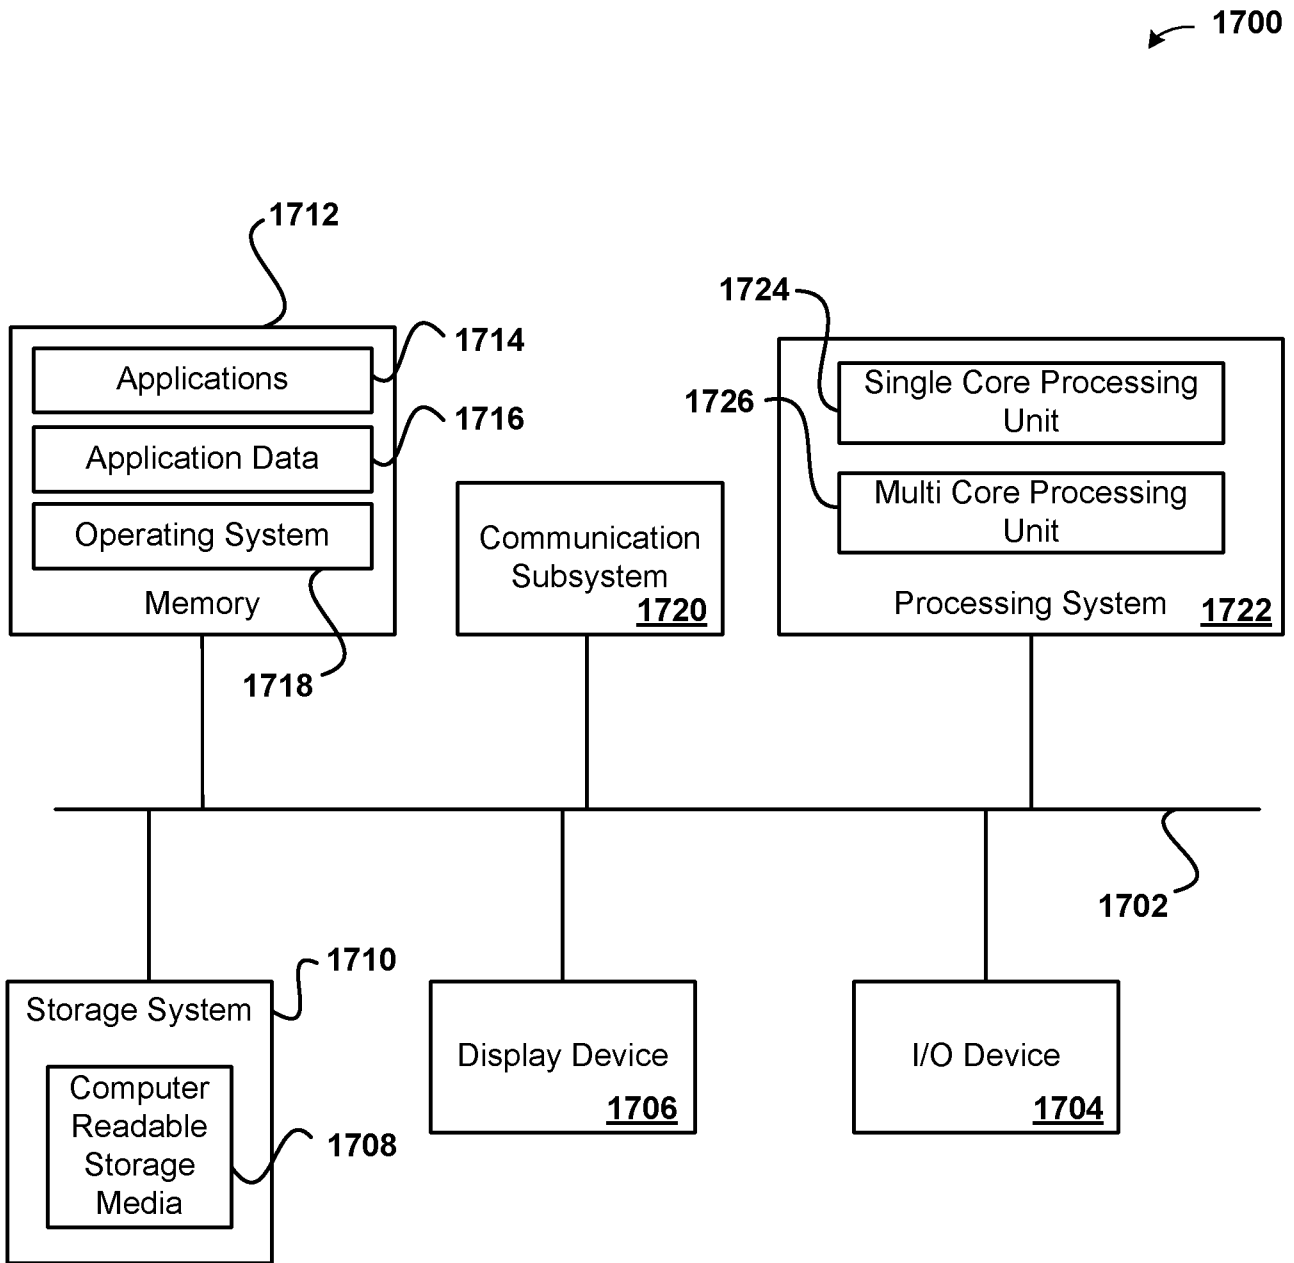 1700
1712
1714
Applications
1716
Application Data
Operating System
Memory
1718
Communication
Subsystem
1720
1724
1726
Single Core Processing
Unit
Multi Core Processing
Unit
Processing System
1722
1702
1710
Storage System
Computer
Readable
Storage
Media
1708
Display Device
1706
I/O Device
1704